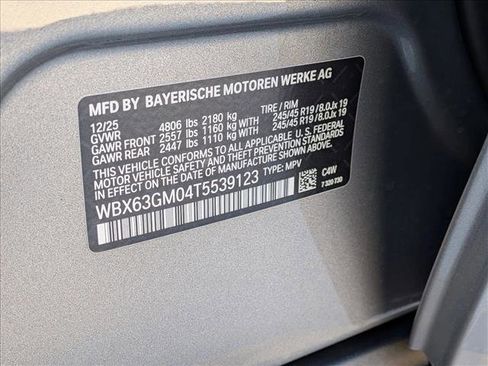 MFD BY BAYERISCHE MOTOREN WERKE AG
12/25 TIRE / RIM
GVWR 4806 lbs 2180 kg
GAWR FRONT 2557 lbs 1160 kg WITH 245/45 R19 / 8.0Jx 19
GAWR REAR 2447 lbs 1110 kg WITH 245/45 R19 / 8.0Jx 19
THIS VEHICLE CONFORMS TO ALL APPLICABLE U.S. FEDERAL
MOTOR VEHICLE SAFETY AND THEFT PREVENTION STANDARDS
IN EFFECT ON THE DATE OF MANUFACTURE SHOWN ABOVE.
WBX63GM04T5539123 TYPE: MPV
C4W
7 320 730